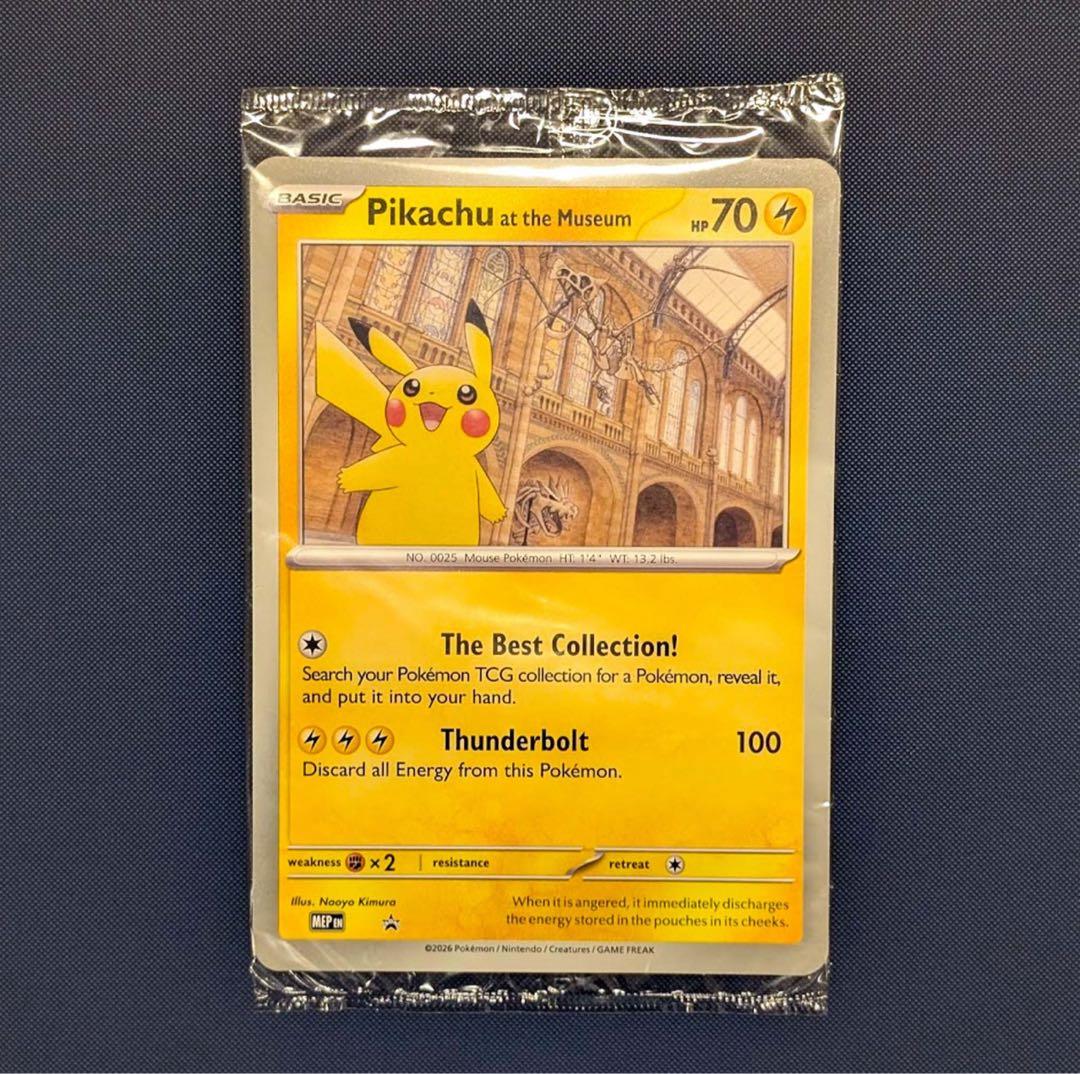 BASIC
Pikachu at the Museum HP 70
NO. 0025 Mouse Pokémon HT: 1'4" WT: 13.2 lbs.
The Best Collection!
Search your Pokémon TCG collection for a Pokémon, reveal it,
and put it into your hand.
Thunderbolt 100
Discard all Energy from this Pokémon.
weakness ×2 resistance retreat
Illus. Naoyo Kimura
When it is angered, it immediately discharges
MEP EN
the energy stored in the pouches in its cheeks.
©2026 Pokémon / Nintendo / Creatures / GAME FREAK